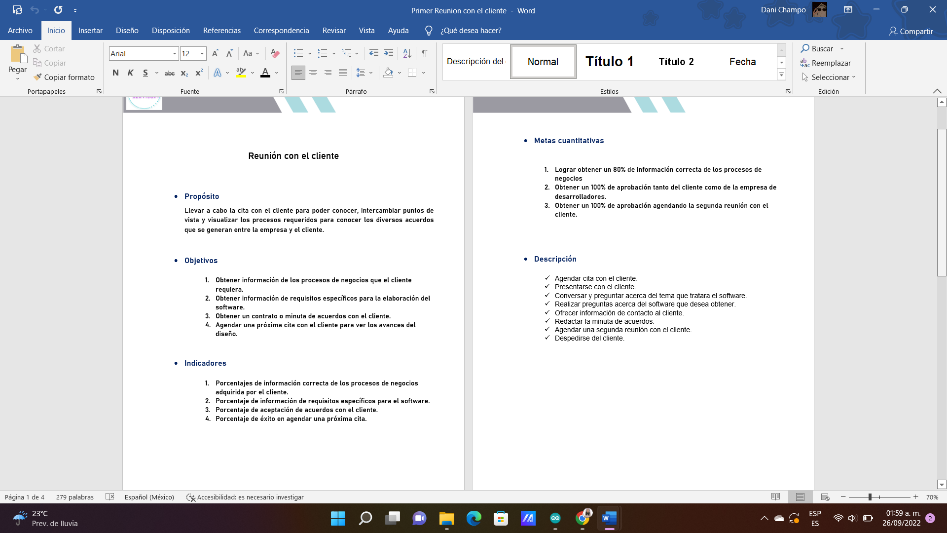 Primer Reunion con el cliente - Word
Dani Champo
Archivo Inicio Insertar Diseño Disposición Referencias Correspondencia Revisar Vista Ayuda ¿Qué desea hacer? Compartir
Pegar
Cortar
Copiar
Copiar formato
Portapapeles
Arial 12
N K S abc x₂ x²
Fuente
Párrafo
Descripción del
Normal
Título 1
Título 2
Fecha
Estilos
Buscar
Reemplazar
Seleccionar
Edición
Reunión con el cliente
• Propósito
Llevar a cabo la cita con el cliente para poder conocer, intercambiar puntos de
vista y visualizar los procesos requeridos para conocer los diversos acuerdos
que se generan entre la empresa y el cliente.
• Objetivos
1. Obtener información de los procesos de negocios que el cliente
requiera.
2. Obtener información de requisitos específicos para la elaboración del
software.
3. Obtener un contrato o minuta de acuerdos con el cliente.
4. Agendar una próxima cita con el cliente para ver los avances del
diseño.
• Indicadores
1. Porcentajes de información correcta de los procesos de negocios
adquirida por el cliente.
2. Porcentaje de información de requisitos específicos para el software.
3. Porcentaje de aceptación de acuerdos con el cliente.
4. Porcentaje de éxito en agendar una próxima cita.
• Metas cuantitativas
1. Lograr obtener un 80% de información correcta de los procesos de
negocios
2. Obtener un 100% de aprobación tanto del cliente como de la empresa de
desarrolladores.
3. Obtener un 100% de aprobación agendando la segunda reunión con el
cliente.
• Descripción
✓ Agendar cita con el cliente.
✓ Presentarse con el cliente
✓ Conversar y preguntar acerca del tema que tratara el software
✓ Realizar preguntas acerca del software que desea obtener.
✓ Ofrecer información de contacto al cliente.
✓ Redactar la minuta de acuerdos.
✓ Agendar una segunda reunión con el cliente.
✓ Despedirse del cliente.
Página 1 de 4 279 palabras Español (México) Accesibilidad: es necesario investigar 70%
23°C
Prev. de lluvia
ESP
ES
01:59 a. m.
26/09/2022